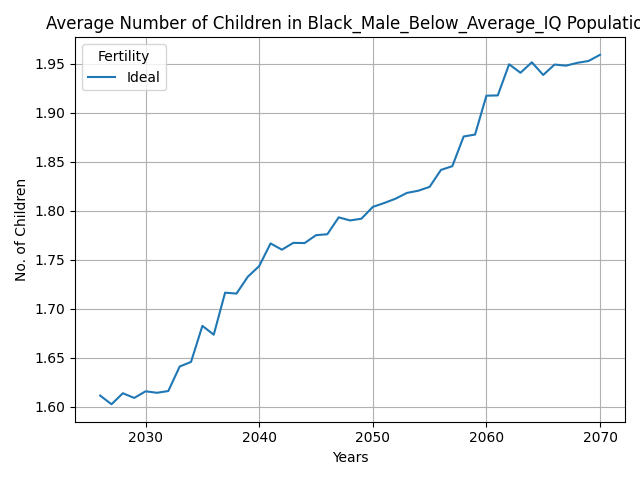 Average Number of Children in Black_Male_Below_Average_IQ Populatio
Fertility
Ideal
No. of Children
1.95
1.90
1.85
1.80
1.75
1.70
1.65
1.60
2030 2040 2050 2060 2070
Years